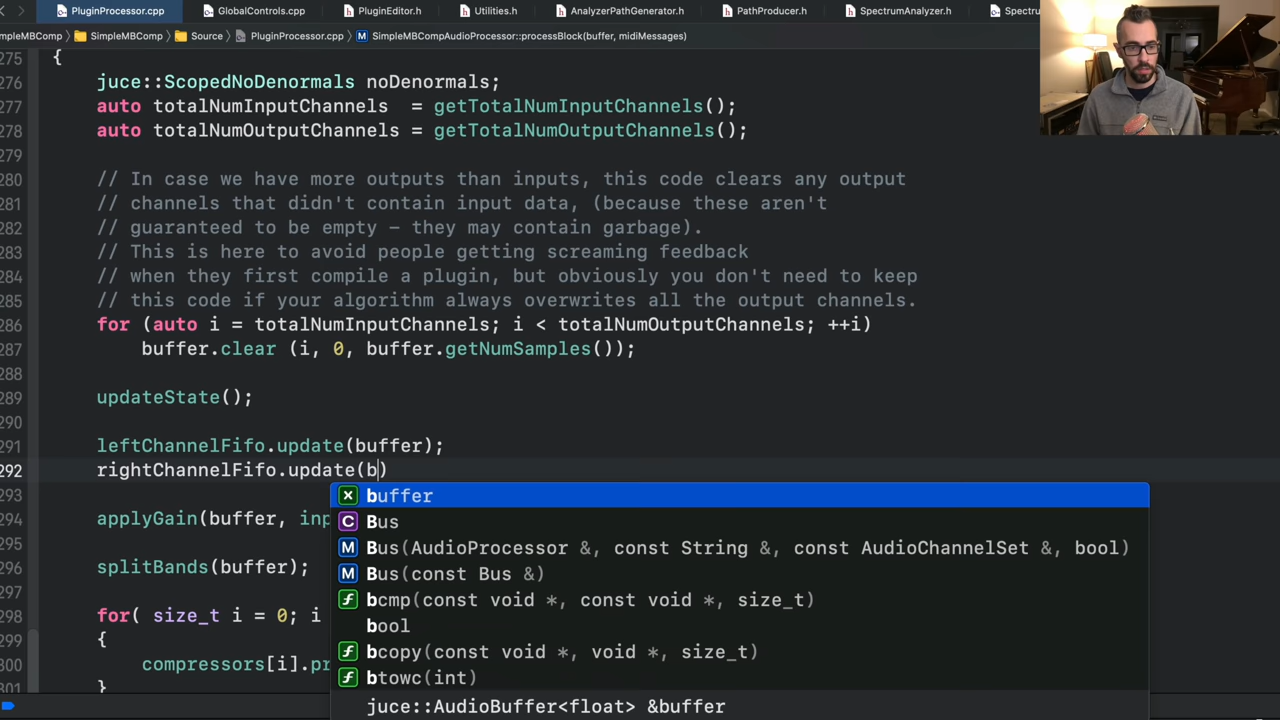 PluginProcessor.cpp GlobalControls.cpp PluginEditor.h Utilities.h AnalyzerPathGenerator.h PathProducer.h SpectrumAnalyzer.h Spectru
mpleMBComp SimpleMBComp Source PluginProcessor.cpp SimpleMBCompAudioProcessor::processBlock(buffer, midiMessages)
275 {
276 juce::ScopedNoDenormals noDenormals;
277 auto totalNumInputChannels  = getTotalNumInputChannels();
278 auto totalNumOutputChannels = getTotalNumOutputChannels();
279
280 // In case we have more outputs than inputs, this code clears any output
281 // channels that didn't contain input data, (because these aren't
282 // guaranteed to be empty - they may contain garbage).
283 // This is here to avoid people getting screaming feedback
284 // when they first compile a plugin, but obviously you don't need to keep
285 // this code if your algorithm always overwrites all the output channels.
286 for (auto i = totalNumInputChannels; i < totalNumOutputChannels; ++i)
287 buffer.clear (i, 0, buffer.getNumSamples());
288
289 updateState();
290
291 leftChannelFifo.update(buffer);
292 rightChannelFifo.update(b)
293 buffer
Bus
294 applyGain(buffer, inp
295 Bus(AudioProcessor &, const String &, const AudioChannelSet &, bool)
296 splitBands(buffer); Bus(const Bus &)
297 bcmp(const void *, const void *, size_t)
298 for( size_t i = 0; i bool
299 { bcopy(const void *, void *, size_t)
300 compressors[i].pr btowc(int)
301 }
juce::AudioBuffer<float> &buffer